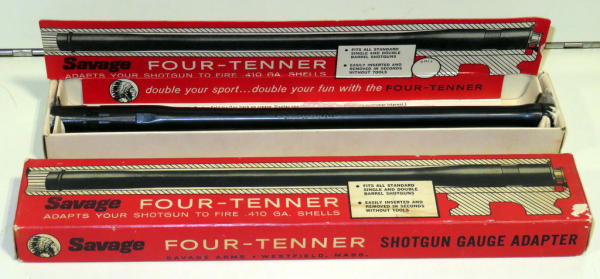 • FITS ALL STANDARD
SINGLE AND DOUBLE
BARREL SHOTGUNS
• EASILY INSERTED AND
REMOVED IN SECONDS
WITHOUT TOOLS
Savage FOUR-TENNER
ADAPTS YOUR SHOTGUN TO FIRE .410 GA. SHELLS
double your sport...double your fun with the FOUR-TENNER
• FITS ALL STANDARD
SINGLE AND DOUBLE
BARREL SHOTGUNS
• EASILY INSERTED AND
REMOVED IN SECONDS
WITHOUT TOOLS
Savage FOUR-TENNER
ADAPTS YOUR SHOTGUN TO FIRE .410 GA. SHELLS
Savage FOUR-TENNER SHOTGUN GAUGE ADAPTER
SAVAGE ARMS • WESTFIELD, MASS.